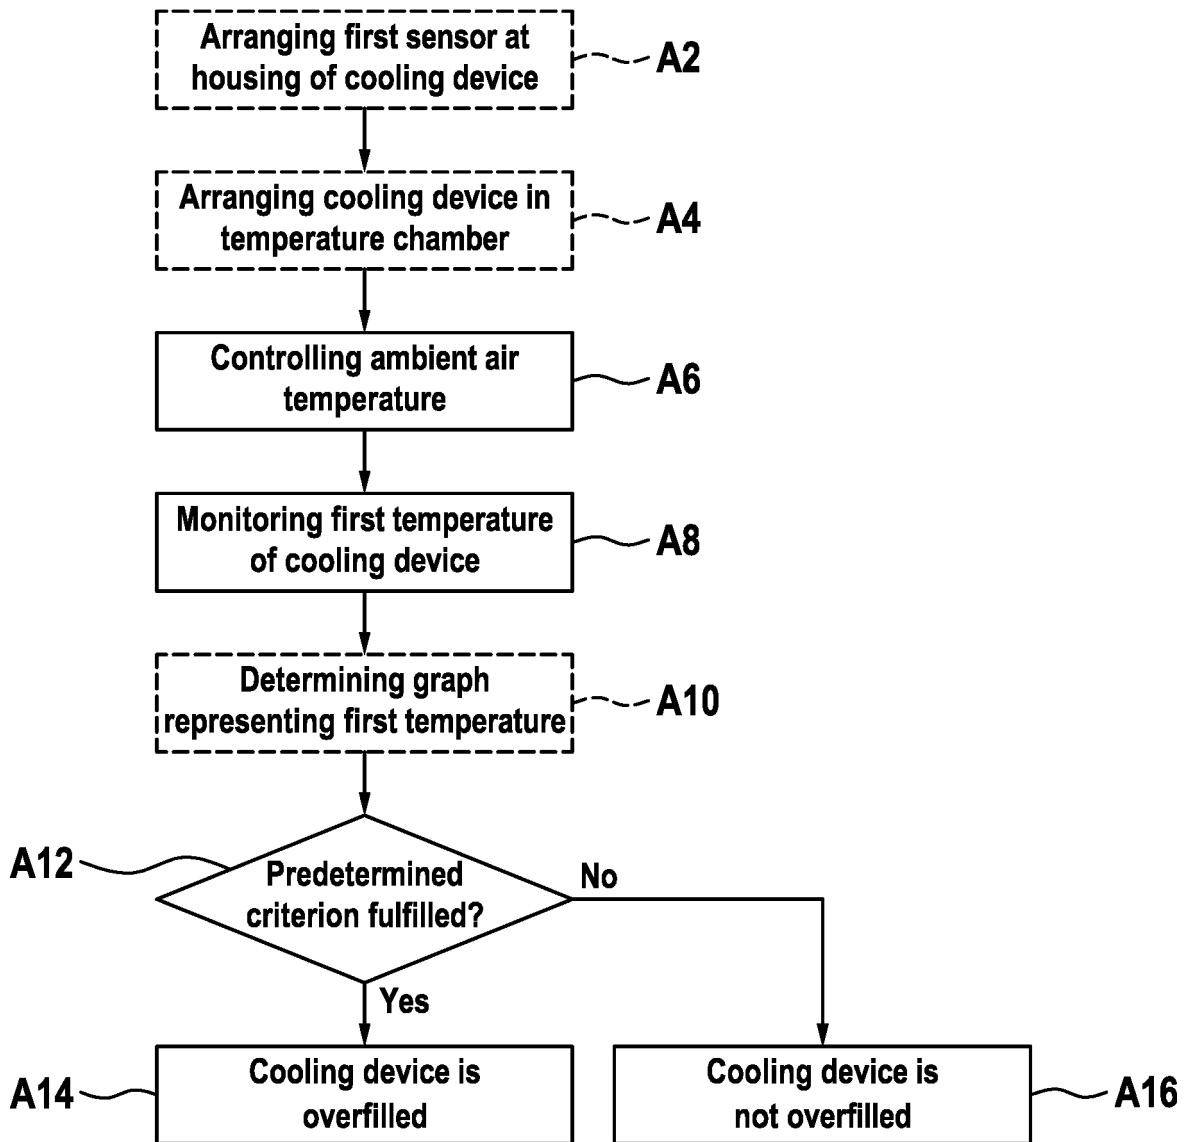 Arranging first sensor at
housing of cooling device
A2
Arranging cooling device in
temperature chamber
A4
Controlling ambient air
temperature
A6
Monitoring first temperature
of cooling device
A8
Determining graph
representing first temperature
A10
A12
Predetermined
criterion fulfilled?
No
Yes
A14
Cooling device is
overfilled
Cooling device is
not overfilled
A16